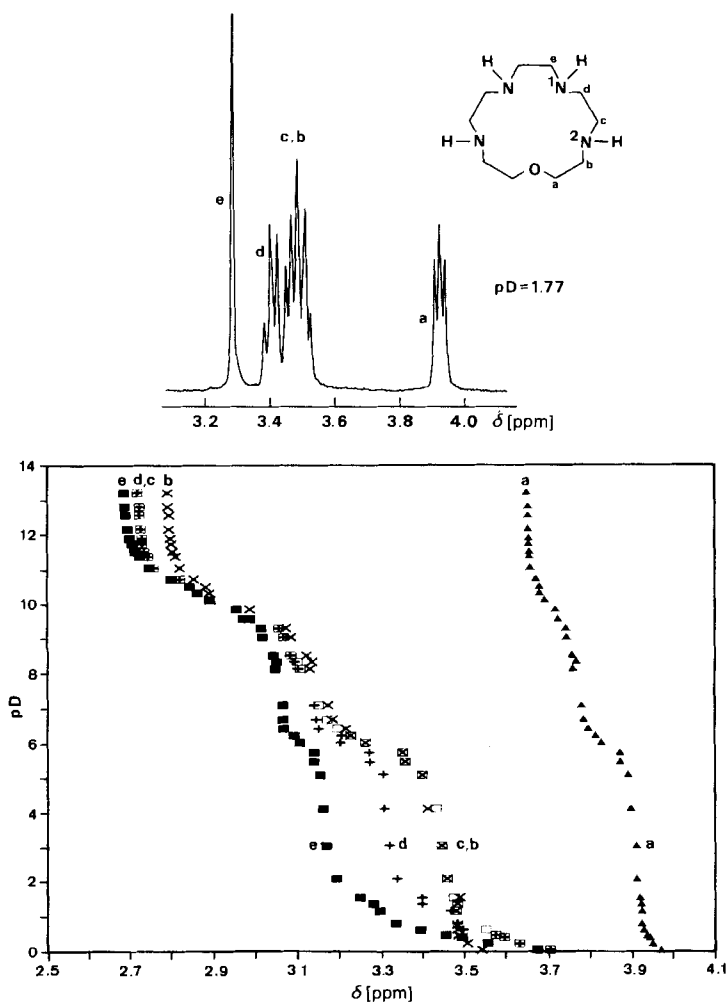 H e H
N 1 N
d
c
H-N 2 N-H
b
O
a
c,b
e
d
a
pD=1.77
3.2 3.4 3.6 3.8 4.0 δ [ppm]
14
12
10
8
6
4
2
0
pD
e d,c b a
e d c,b a
2.5 2.7 2.9 3.1 3.3 3.5 3.7 3.9 4.1
δ [ppm]